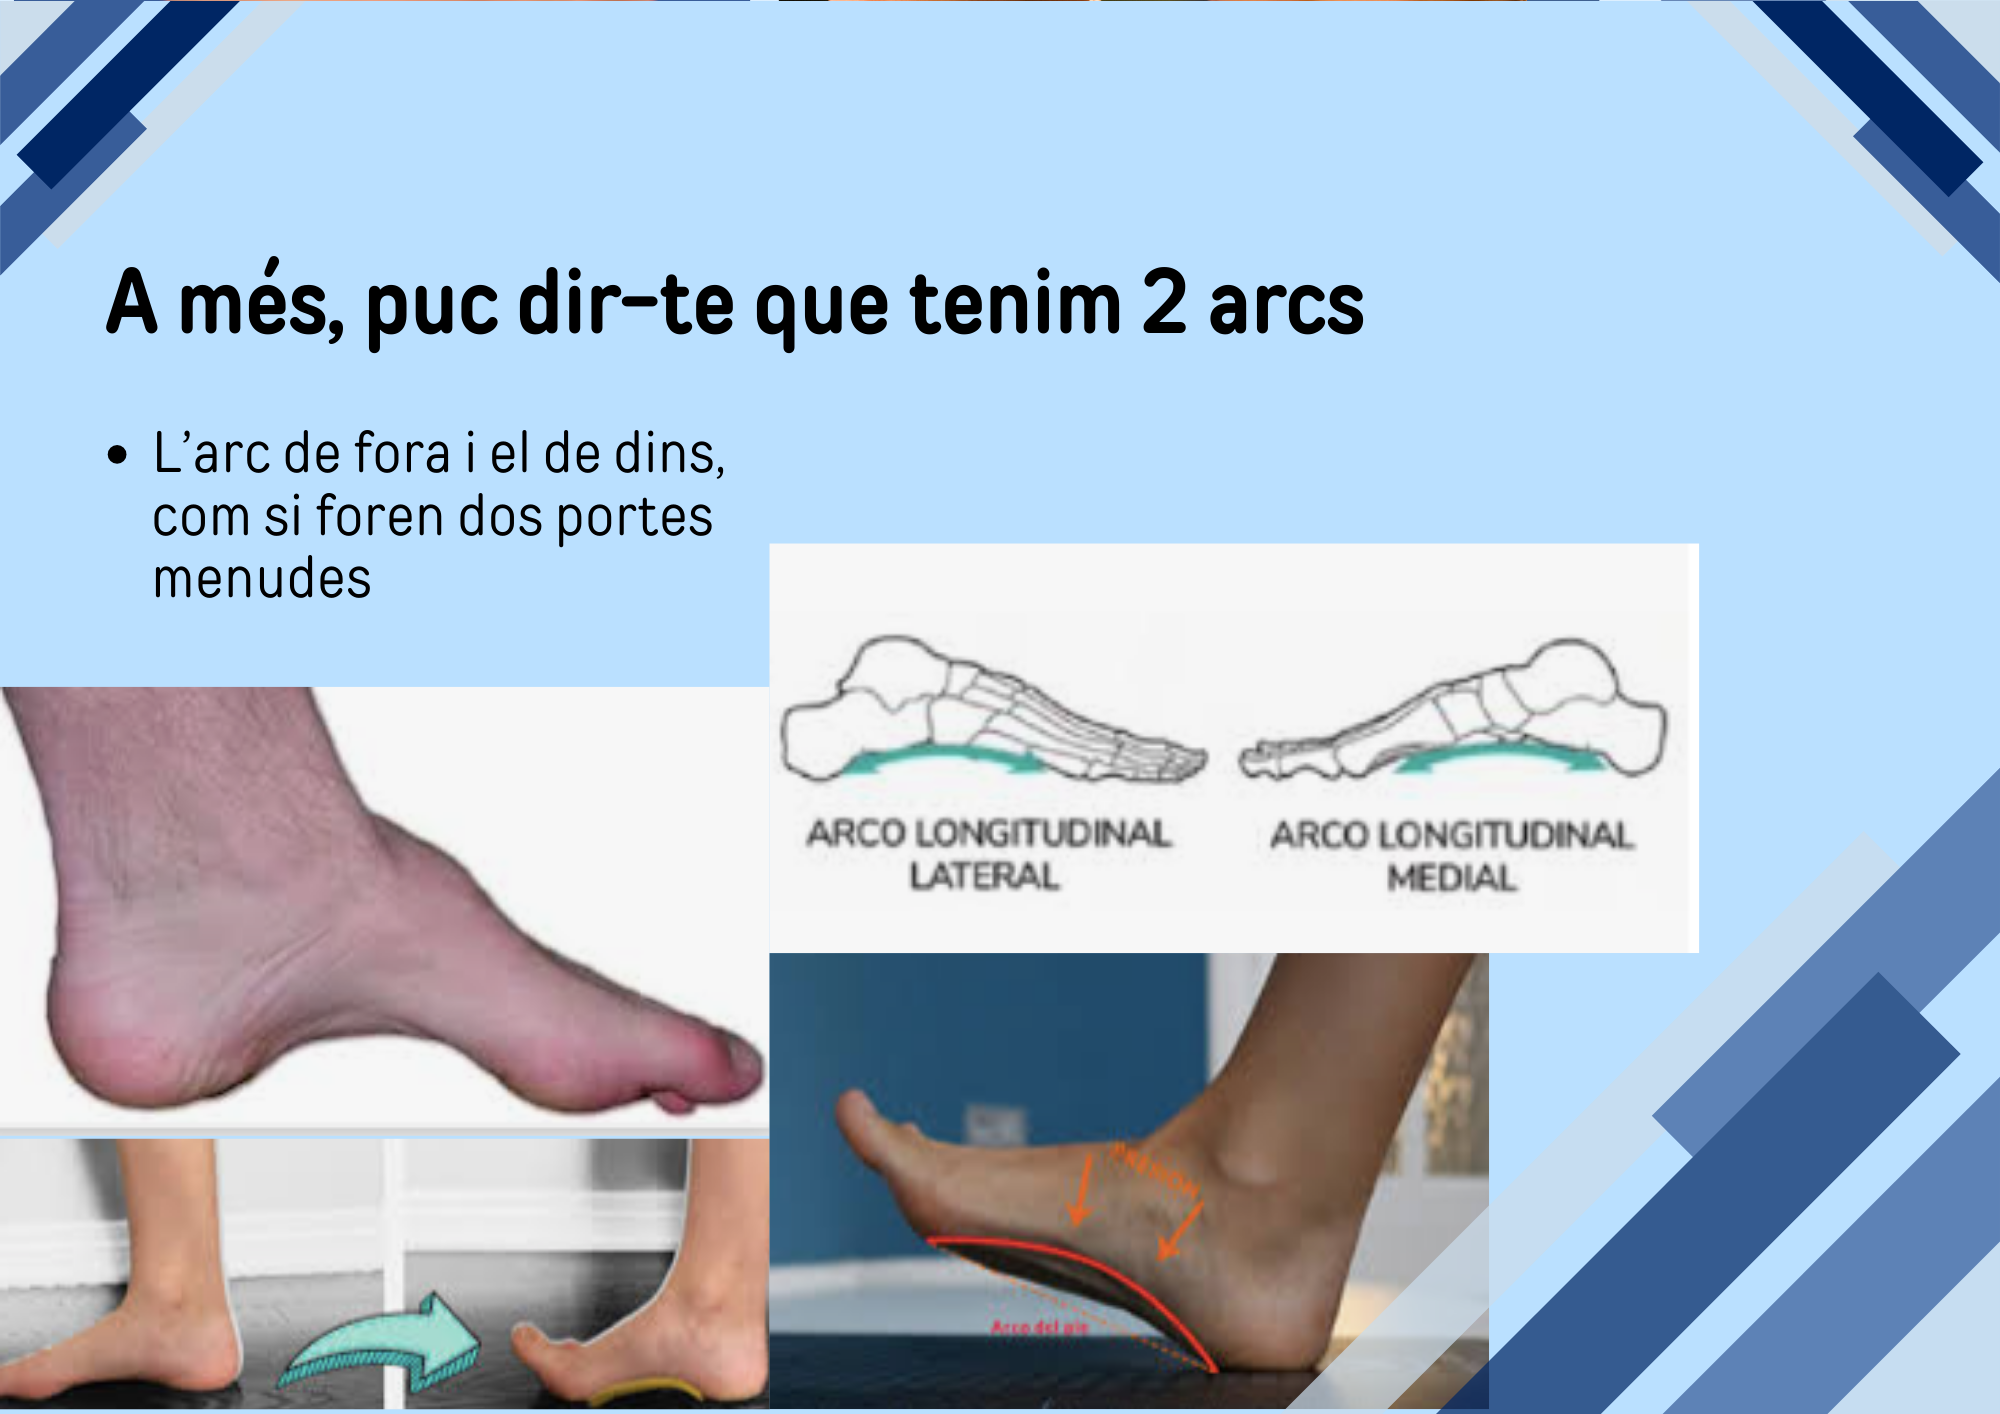 A més, puc dir-te que tenim 2 arcs
• L’arc de fora i el de dins,
com si foren dos portes
menudes
ARCO LONGITUDINAL
LATERAL
ARCO LONGITUDINAL
MEDIAL
PRESIÓN
Arco del pie